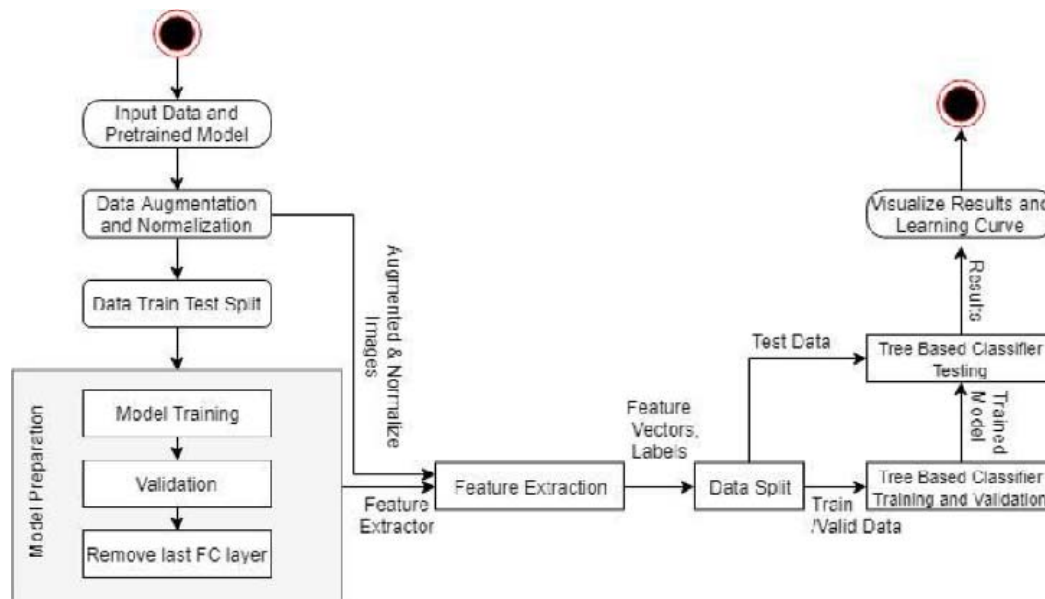 Input Data and
Pretrained Model
Data Augmentation
and Normalization
Data Train Test Split
Model Preparation
Model Training
Validation
Remove last FC layer
Augmented & Normalize
Images
Feature
Extractor
Feature Extraction
Feature
Vectors,
Labels
Data Split
Test Data
Train
/Valid Data
Tree Based Classifier
Training and Validation
Trained
Model
Tree Based Classifier
Testing
Results
Visualize Results and
Learning Curve